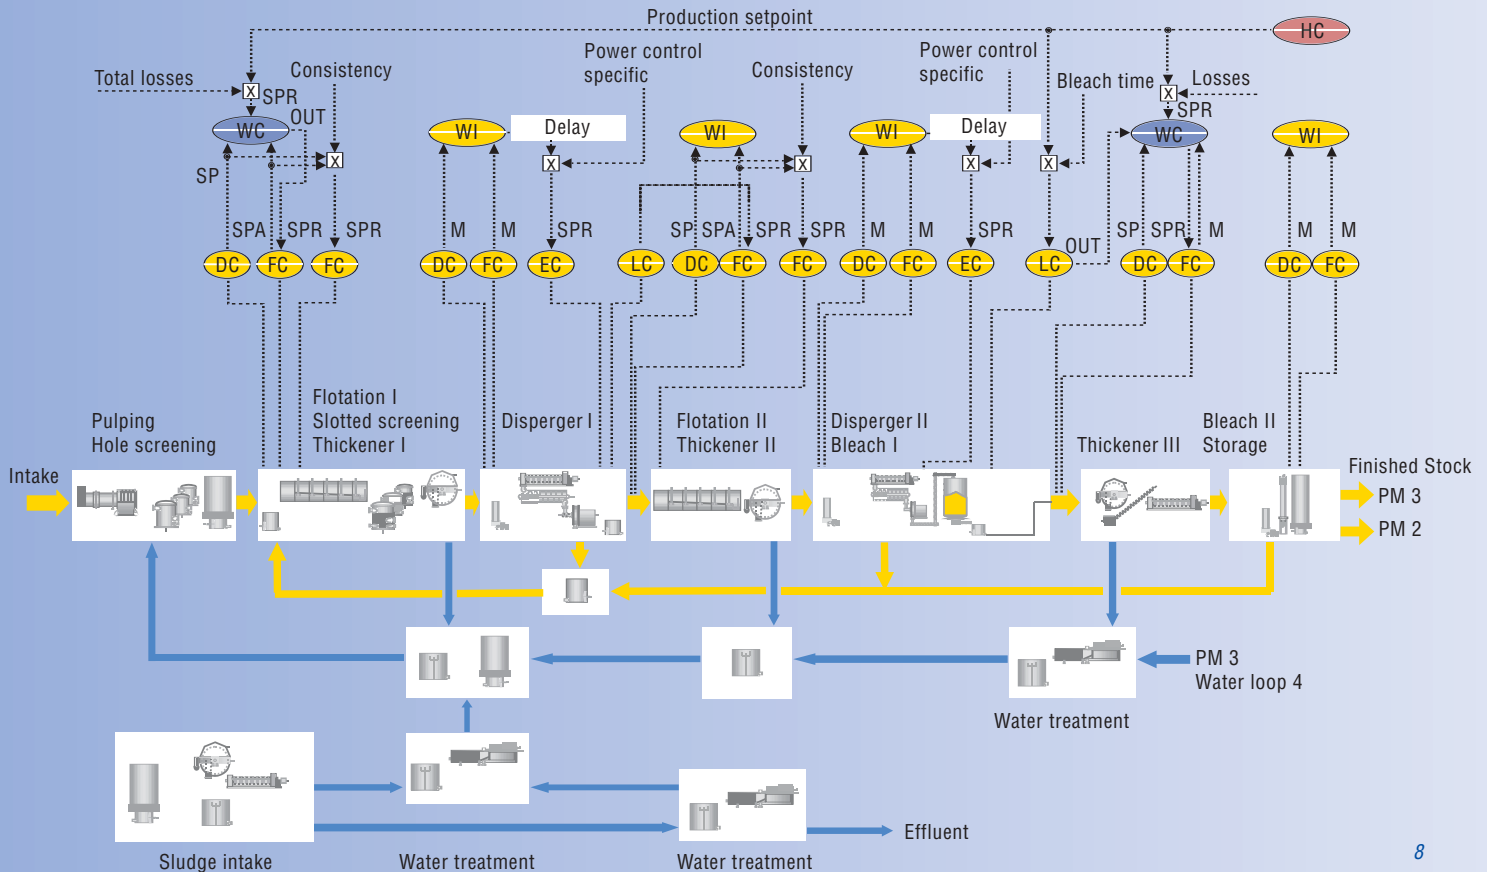 Production setpoint
HC
Total losses
Consistency
Power control
specific
Consistency
Power control
specific
Bleach time
Losses
X
SPR
OUT
X
SPR
WC
WI
Delay
WI
WI
Delay
WC
WI
X
X
X
X
X
SP
SPA
SPR
SPR
M
M
SPR
SP
SPA
SPR
SPR
M
M
SPR
OUT
SP
SPR
M
M
M
DC
FC
FC
DC
FC
EC
LC
DC
FC
FC
DC
FC
EC
LC
DC
FC
DC
FC
Intake
Pulping
Hole screening
Flotation I
Slotted screening
Thickener I
Disperger I
Flotation II
Thickener II
Disperger II
Bleach I
Thickener III
Bleach II
Storage
Finished Stock
PM 3
PM 2
PM 3
Water loop 4
Water treatment
Effluent
Sludge intake
Water treatment
Water treatment
8